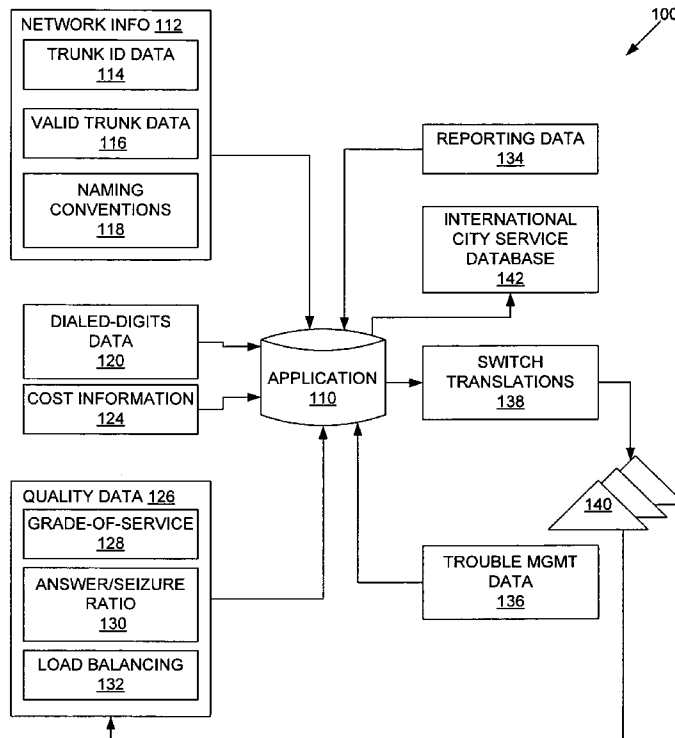 100
NETWORK INFO 112
TRUNK ID DATA
114
VALID TRUNK DATA
116
NAMING
CONVENTIONS
118
REPORTING DATA
134
INTERNATIONAL
CITY SERVICE
DATABASE
142
DIALED-DIGITS
DATA
120
COST INFORMATION
124
APPLICATION
110
SWITCH
TRANSLATIONS
138
QUALITY DATA 126
GRADE-OF-SERVICE
128
ANSWER/SEIZURE
RATIO
130
LOAD BALANCING
132
140
TROUBLE MGMT
DATA
136